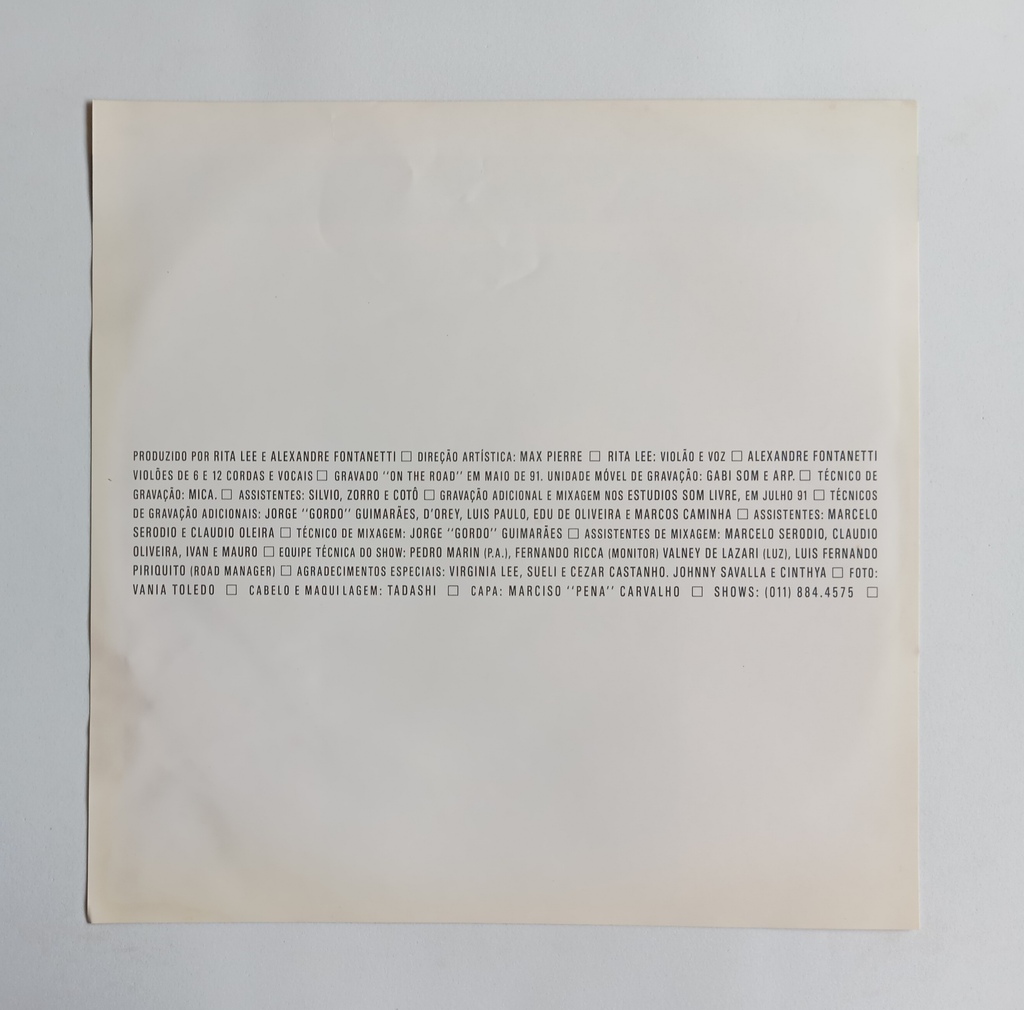 PRODUZIDO POR RITA LEE E ALEXANDRE FONTANETTI □ DIREÇÃO ARTÍSTICA: MAX PIERRE □ RITA LEE: VIOLÃO E VOZ □ ALEXANDRE FONTANETTI
VIOLÕES DE 6 E 12 CORDAS E VOCAIS □ GRAVADO "ON THE ROAD" EM MAIO DE 91. UNIDADE MÓVEL DE GRAVAÇÃO: GABI SOM E ARP. □ TÉCNICO DE
GRAVAÇÃO: MICA. □ ASSISTENTES: SILVIO, ZORRO E COTÔ □ GRAVAÇÃO ADICIONAL E MIXAGEM NOS ESTUDIOS SOM LIVRE, EM JULHO 91 □ TÉCNICOS
DE GRAVAÇÃO ADICIONAIS: JORGE "GORDO" GUIMARÃES, D'OREY, LUIS PAULO, EDU DE OLIVEIRA E MARCOS CAMINHA □ ASSISTENTES: MARCELO
SERODIO E CLAUDIO OLEIRA □ TÉCNICO DE MIXAGEM: JORGE "GORDO" GUIMARÃES □ ASSISTENTES DE MIXAGEM: MARCELO SERODIO, CLAUDIO
OLIVEIRA, IVAN E MAURO □ EQUIPE TÉCNICA DO SHOW: PEDRO MARIN (P.A.), FERNANDO RICCA (MONITOR) VALNEY DE LAZARI (LUZ), LUIS FERNANDO
PIRIQUITO (ROAD MANAGER) □ AGRADECIMENTOS ESPECIAIS: VIRGINIA LEE, SUELI E CEZAR CASTANHO. JOHNNY SAVALLA E CINTHYA □ FOTO:
VANIA TOLEDO □ CABELO E MAQUILAGEM: TADASHI □ CAPA: MARCISO "PENA" CARVALHO □ SHOWS: (011) 884.4575 □